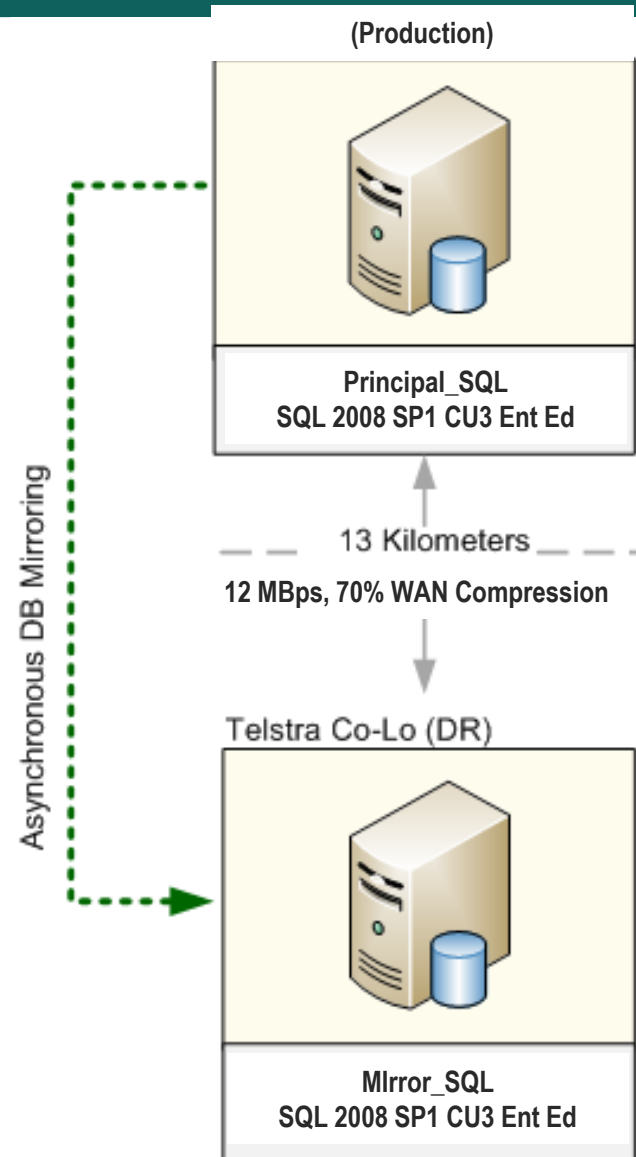 (Production)
Principal_SQL
SQL 2008 SP1 CU3 Ent Ed
Asynchronous DB Mirroring
13 Kilometers
12 MBps, 70% WAN Compression
Telstra Co-Lo (DR)
MIrror_SQL
SQL 2008 SP1 CU3 Ent Ed